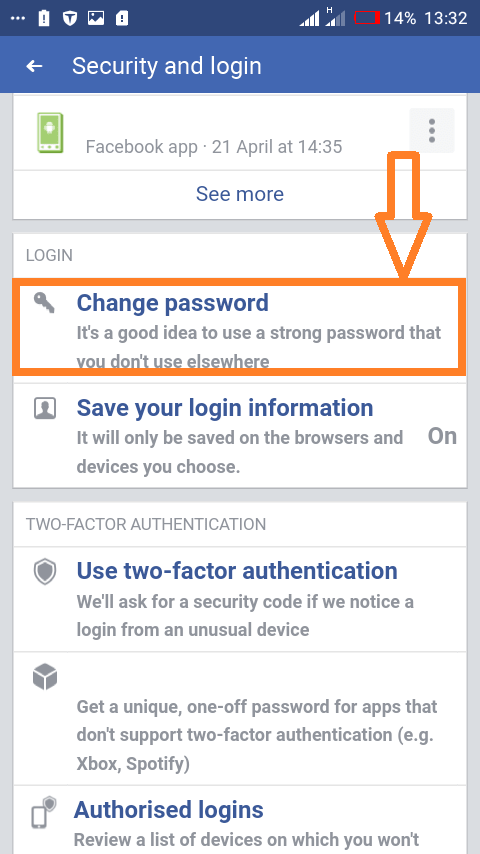 H 14% 13:32
Security and login
Facebook app · 21 April at 14:35
See more
LOGIN
Change password
It's a good idea to use a strong password that
you don't use elsewhere
Save your login information
It will only be saved on the browsers and
devices you choose.
On
TWO-FACTOR AUTHENTICATION
Use two-factor authentication
We'll ask for a security code if we notice a
login from an unusual device
Get a unique, one-off password for apps that
don't support two-factor authentication (e.g.
Xbox, Spotify)
Authorised logins
Review a list of devices on which you won't